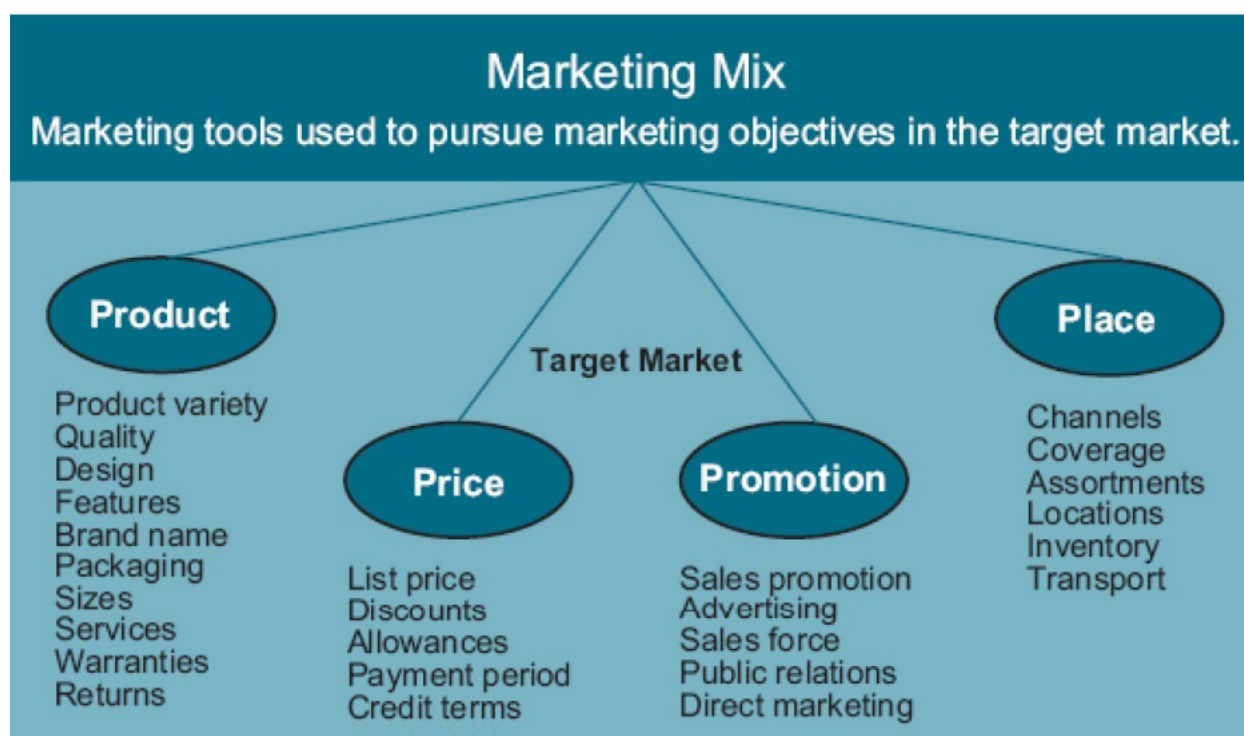 Marketing Mix
Marketing tools used to pursue marketing objectives in the target market.
Product
Product variety
Quality
Design
Features
Brand name
Packaging
Sizes
Services
Warranties
Returns
Target Market
Price
List price
Discounts
Allowances
Payment period
Credit terms
Promotion
Sales promotion
Advertising
Sales force
Public relations
Direct marketing
Place
Channels
Coverage
Assortments
Locations
Inventory
Transport